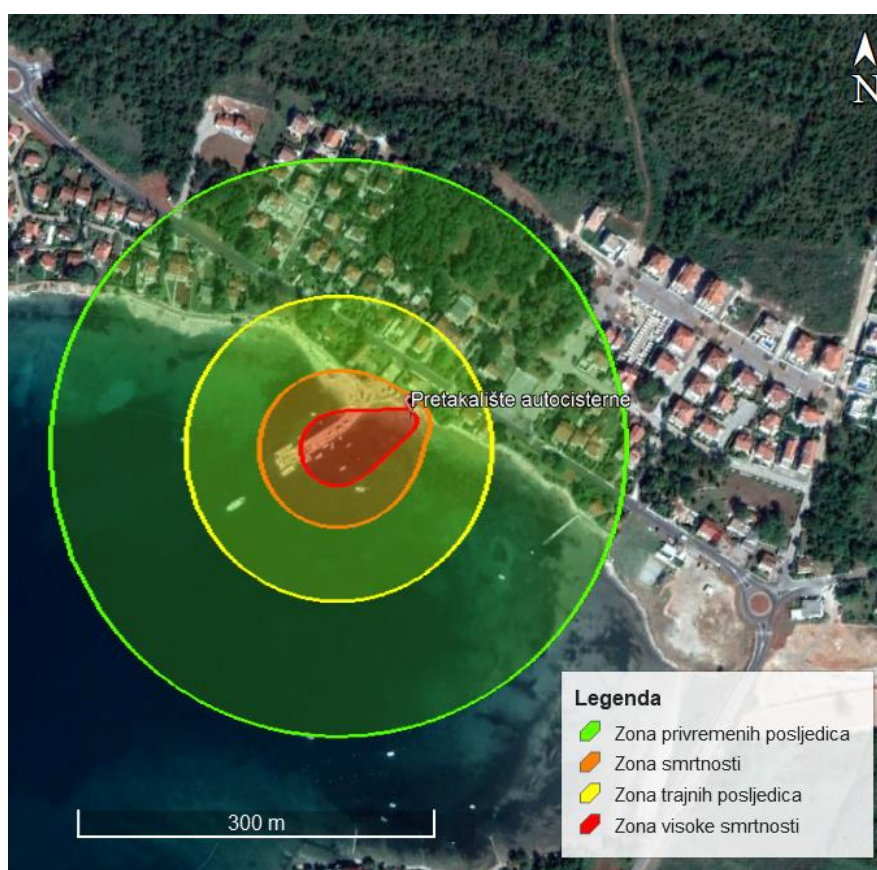 N
Pretakalište autocisterne
Legenda
Zona privremenih posljedica
Zona smrtnosti
Zona trajnih posljedica
Zona visoke smrtnosti
300 m